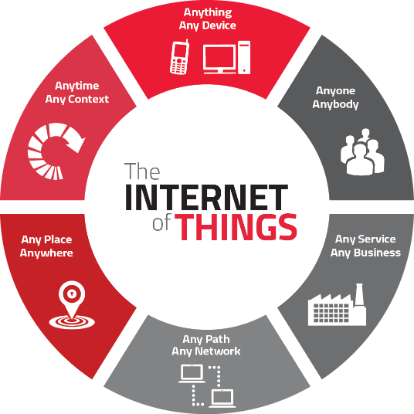 Anything
Any Device
Anyone
Anybody
Any Service
Any Business
Any Path
Any Network
Any Place
Anywhere
Anytime
Any Context
The
INTERNET
of THINGS